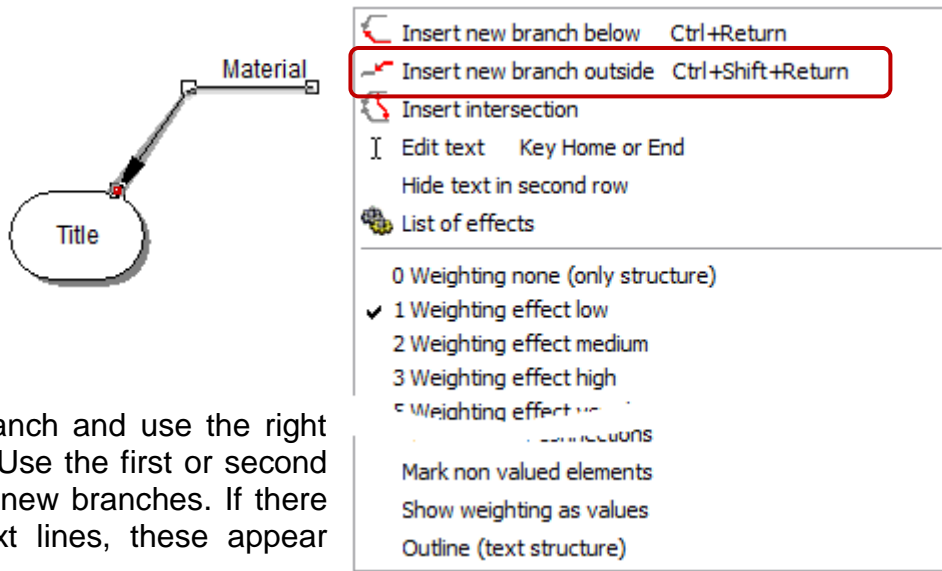 Material
Title
Insert new branch below Ctrl+Return
Insert new branch outside Ctrl+Shift+Return
Insert intersection
Edit text Key Home or End
Hide text in second row
List of effects
0 Weighting none (only structure)
1 Weighting effect low
2 Weighting effect medium
3 Weighting effect high
5 Weighting effect
Mark non valued elements
Show weighting as values
Outline (text structure)
and use the right
Use the first or second
new branches. If there
lines, these appear